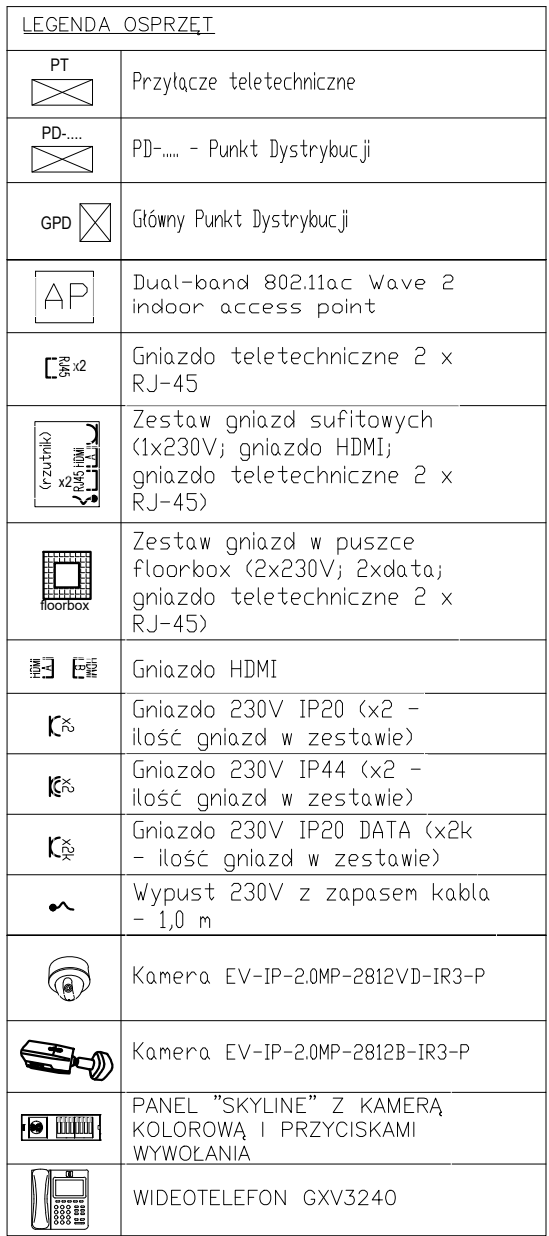 LEGENDA OSPRZĘT
PT
Przyłącze teletechniczne
PD-....
PD-..... - Punkt Dystrybucji
GPD
Główny Punkt Dystrybucji
AP
Dual-band 802.11ac Wave 2
indoor access point
RJ45 x2
Gniazdo teletechniczne 2 x
RJ-45
(rzutnik)
x2 RJ45 HDMI
Zestaw gniazd sufitowych
(1x230V; gniazdo HDMI;
gniazdo teletechniczne 2 x
RJ-45)
floorbox
Zestaw gniazd w puszce
floorbox (2x230V; 2xdata;
gniazdo teletechniczne 2 x
RJ-45)
HDMI A B HDMI
Gniazdo HDMI
x2
Gniazdo 230V IP20 (x2 -
ilość gniazd w zestawie)
x2
Gniazdo 230V IP44 (x2 -
ilość gniazd w zestawie)
x2k
Gniazdo 230V IP20 DATA (x2k
- ilość gniazd w zestawie)
Wypust 230V z zapasem kabla
- 1,0 m
Kamera EV-IP-2.0MP-2812VD-IR3-P
Kamera EV-IP-2.0MP-2812B-IR3-P
PANEL "SKYLINE" Z KAMERĄ
KOLOROWĄ I PRZYCISKAMI
WYWOŁANIA
WIDEOTELEFON GXV3240